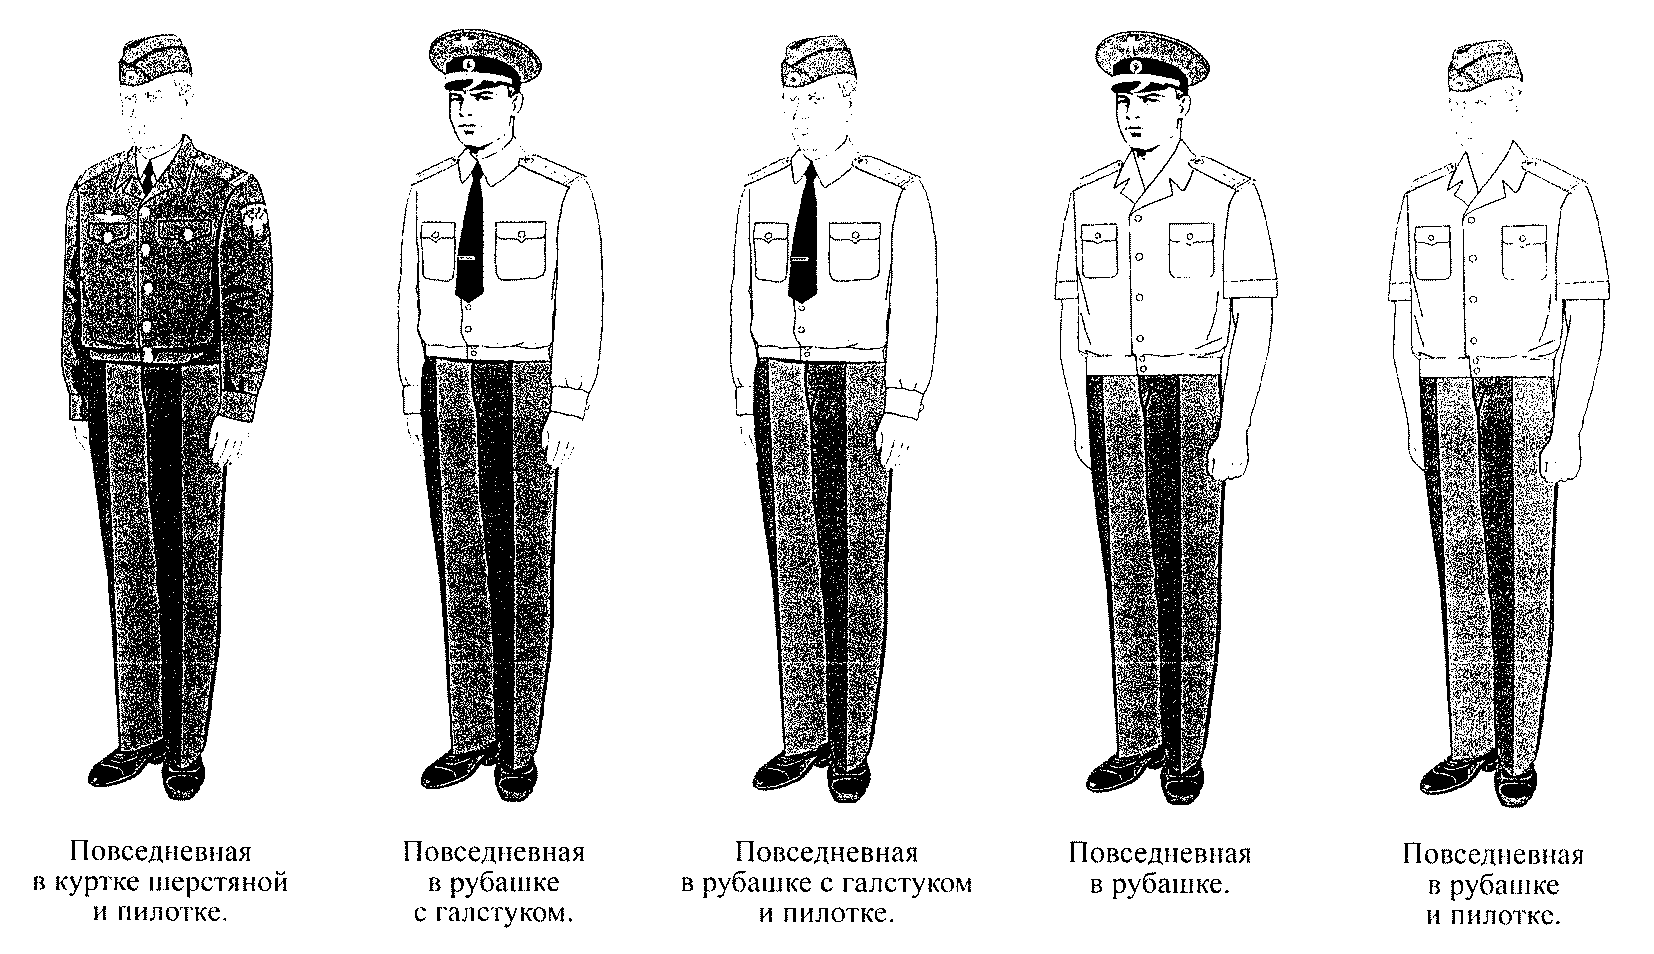 Повседневная
в куртке шерстяной
и пилотке.
Повседневная
в рубашке
с галстуком.
Повседневная
в рубашке с галстуком
и пилотке.
Повседневная
в рубашке.
Повседневная
в рубашке
и пилотке.